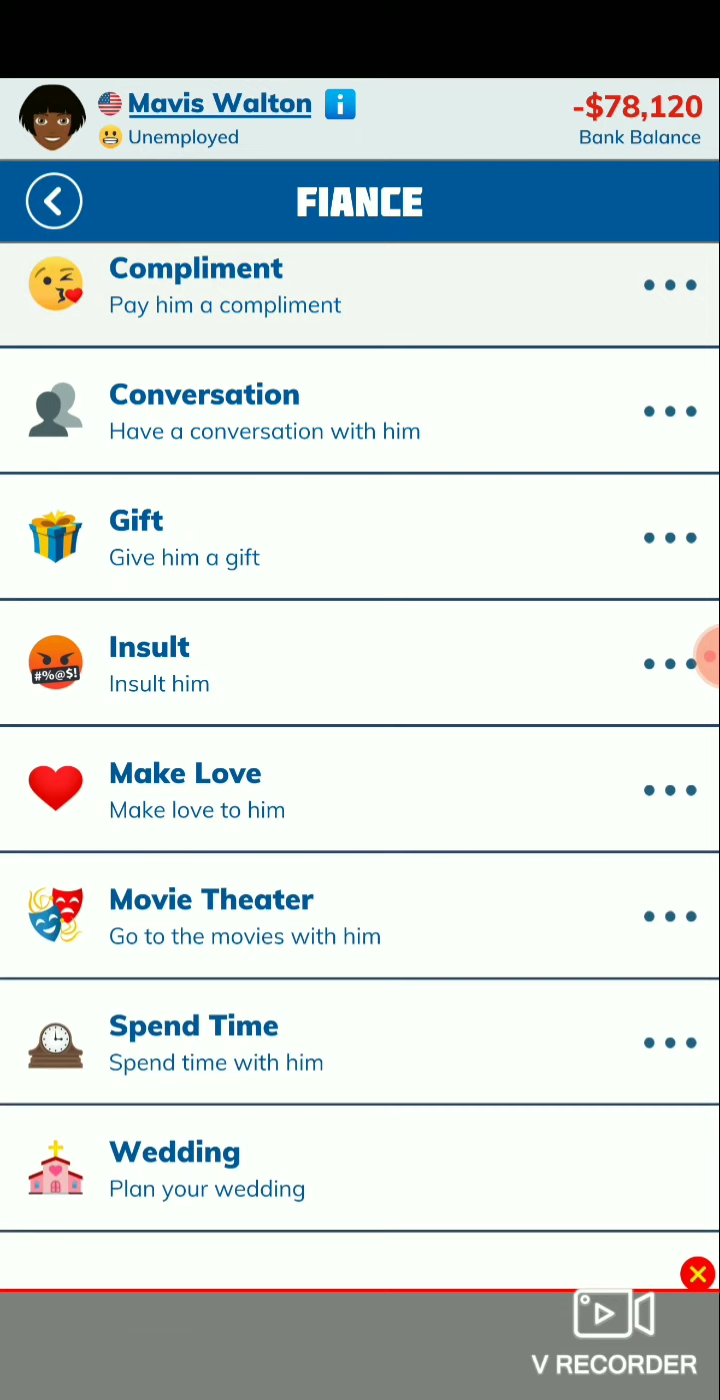 Mavis Walton
-$78,120
Unemployed
Bank Balance
FIANCE
Compliment
Pay him a compliment
Conversation
Have a conversation with him
Gift
Give him a gift
#%@$!
Insult
Insult him
Make Love
Make love to him
Movie Theater
Go to the movies with him
Spend Time
Spend time with him
Wedding
Plan your wedding
V RECORDER